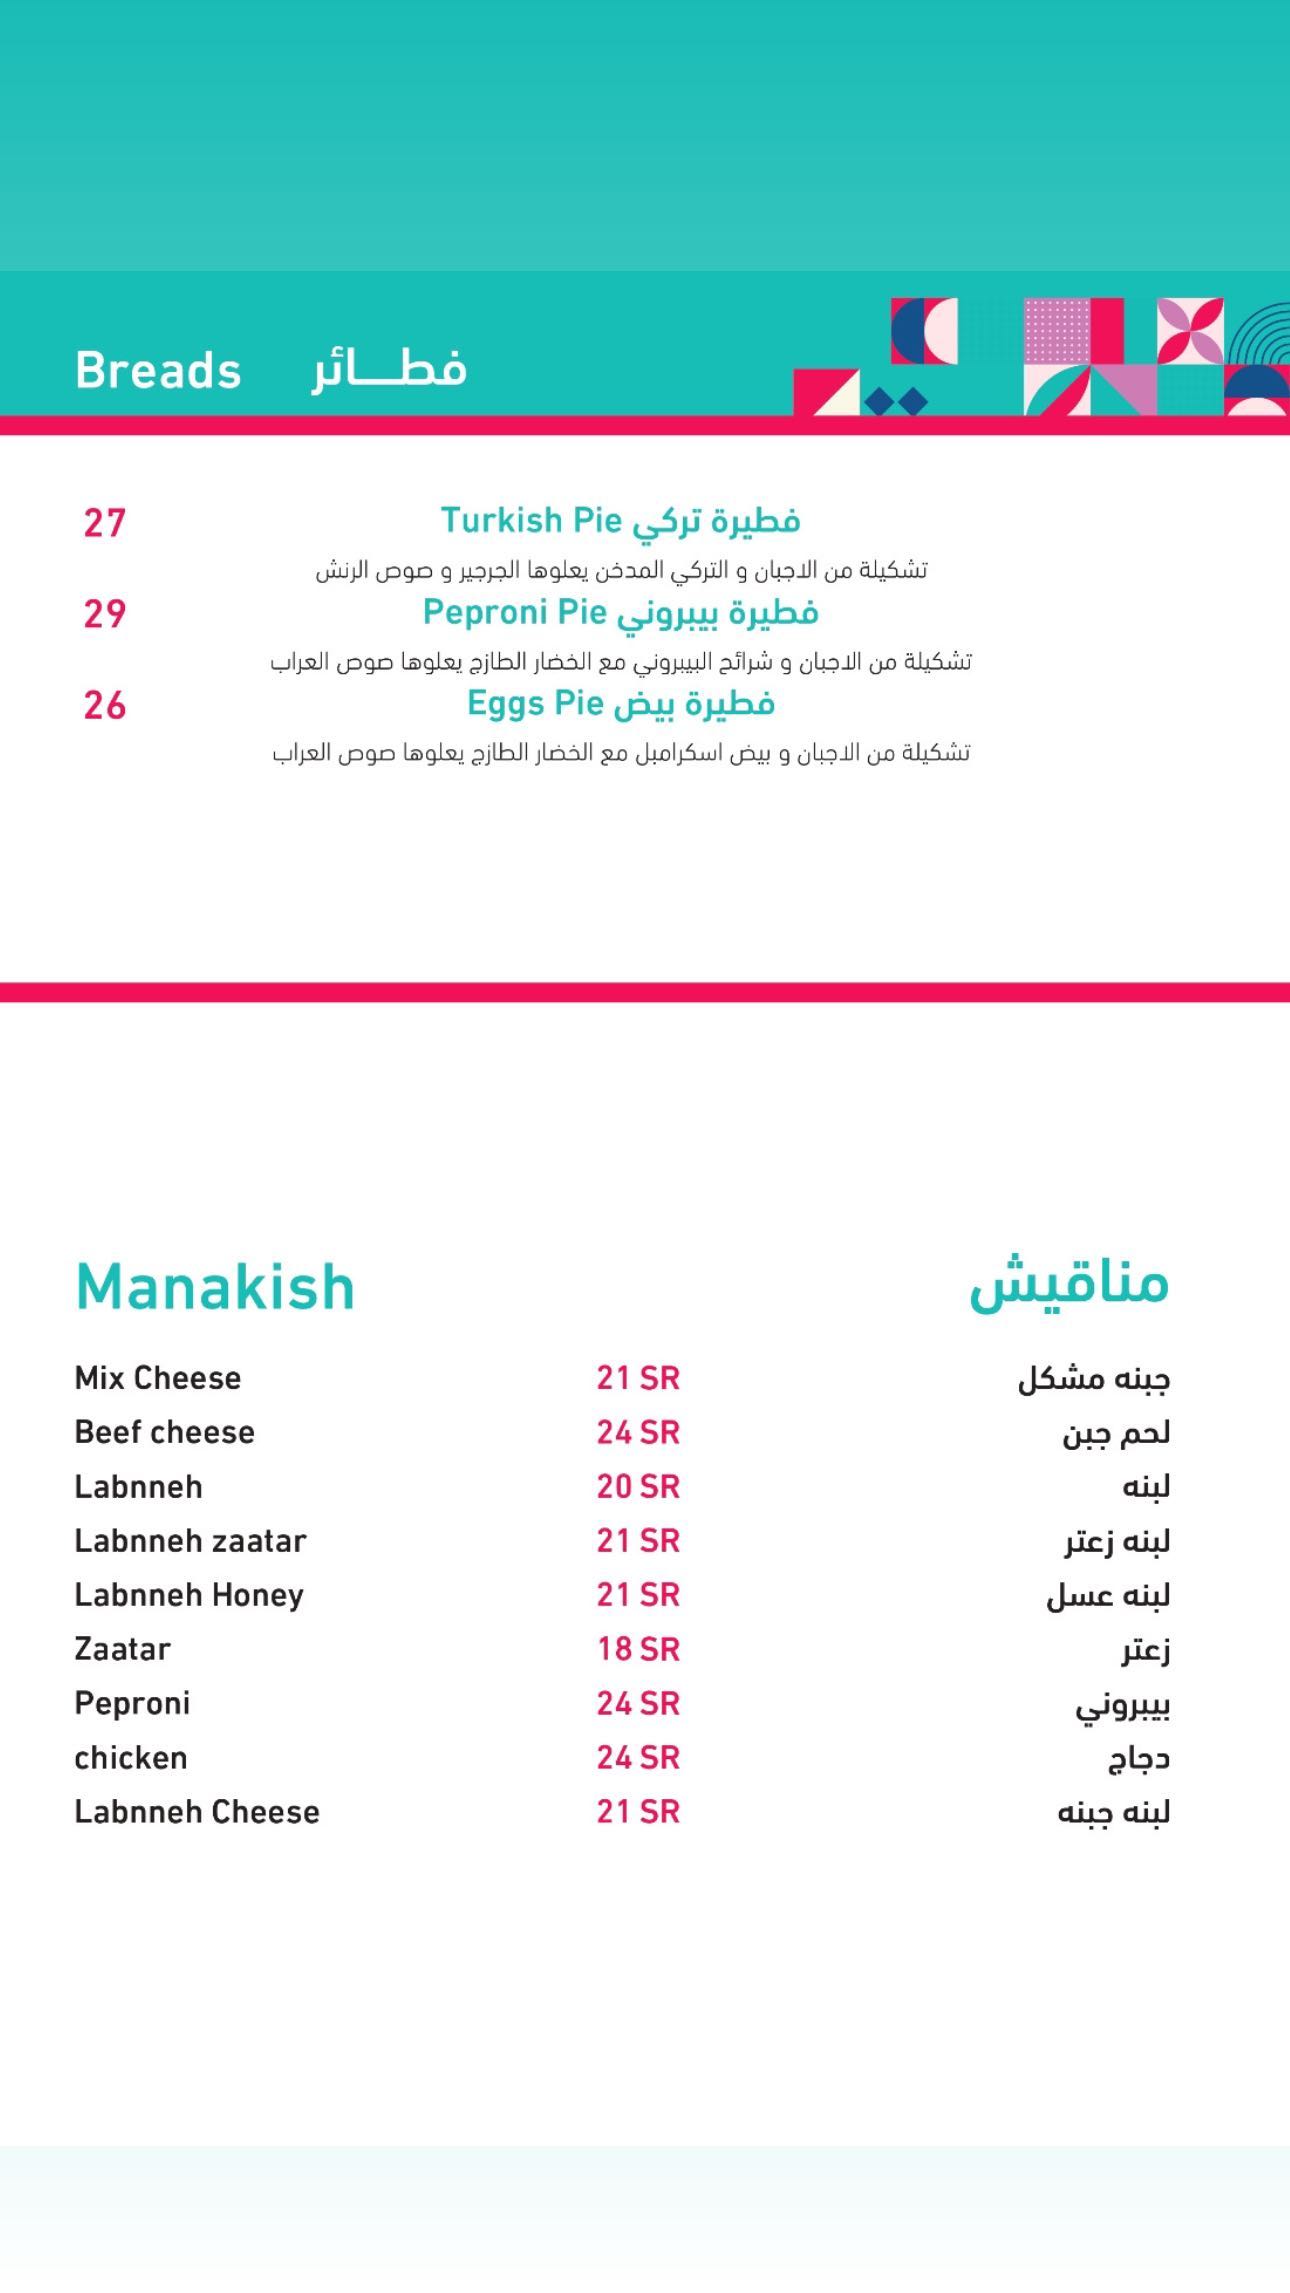 Breads فطـــائر
27 فطيرة تركي Turkish Pie
تشكيلة من الاجبان و التركي المدخن يعلوها الجرجير و صوص الرنش
29 فطيرة بيبروني Peproni Pie
تشكيلة من الاجبان و شرائح البيبروني مع الخضار الطازج يعلوها صوص العراب
26 فطيرة بيض Eggs Pie
تشكيلة من الاجبان و بيض اسكرامبل مع الخضار الطازج يعلوها صوص العراب
Manakish مناقيش
Mix Cheese 21 SR جبنه مشكل
Beef cheese 24 SR لحم جبن
Labnneh 20 SR لبنه
Labnneh zaatar 21 SR لبنه زعتر
Labnneh Honey 21 SR لبنه عسل
Zaatar 18 SR زعتر
Peproni 24 SR بيبروني
chicken 24 SR دجاج
Labnneh Cheese 21 SR لبنه جبنه